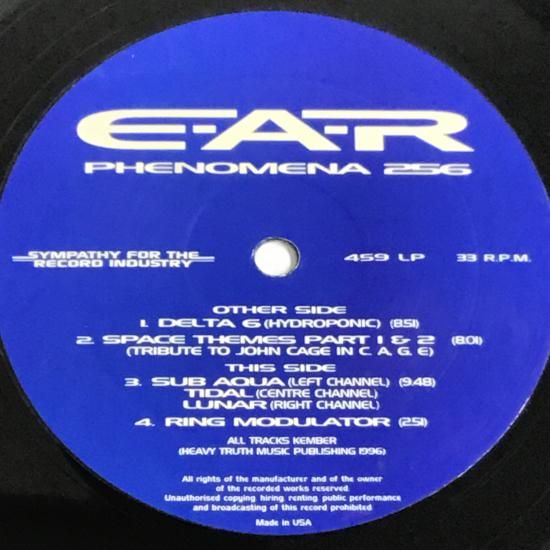 E-A-R
PHENOMENA 256
SYMPATHY FOR THE
RECORD INDUSTRY
459 LP
33 R.P.M.
OTHER SIDE
1. DELTA 6 (HYDROPONIC) (8.51)
2. SPACE THEMES PART 1 & 2 (8.01)
(TRIBUTE TO JOHN CAGE IN C. A. G. E)
THIS SIDE
3. SUB AQUA (LEFT CHANNEL) (9.48)
TIDAL (CENTRE CHANNEL)
LUNAR (RIGHT CHANNEL)
4. RING MODULATOR (2.51)
ALL TRACKS KEMBER
(HEAVY TRUTH MUSIC PUBLISHING 1996)
All rights of the manufacturer and of the owner
of the recorded works reserved.
Unauthorised copying, hiring, renting, public performance
and broadcasting of this record prohibited
Made in USA